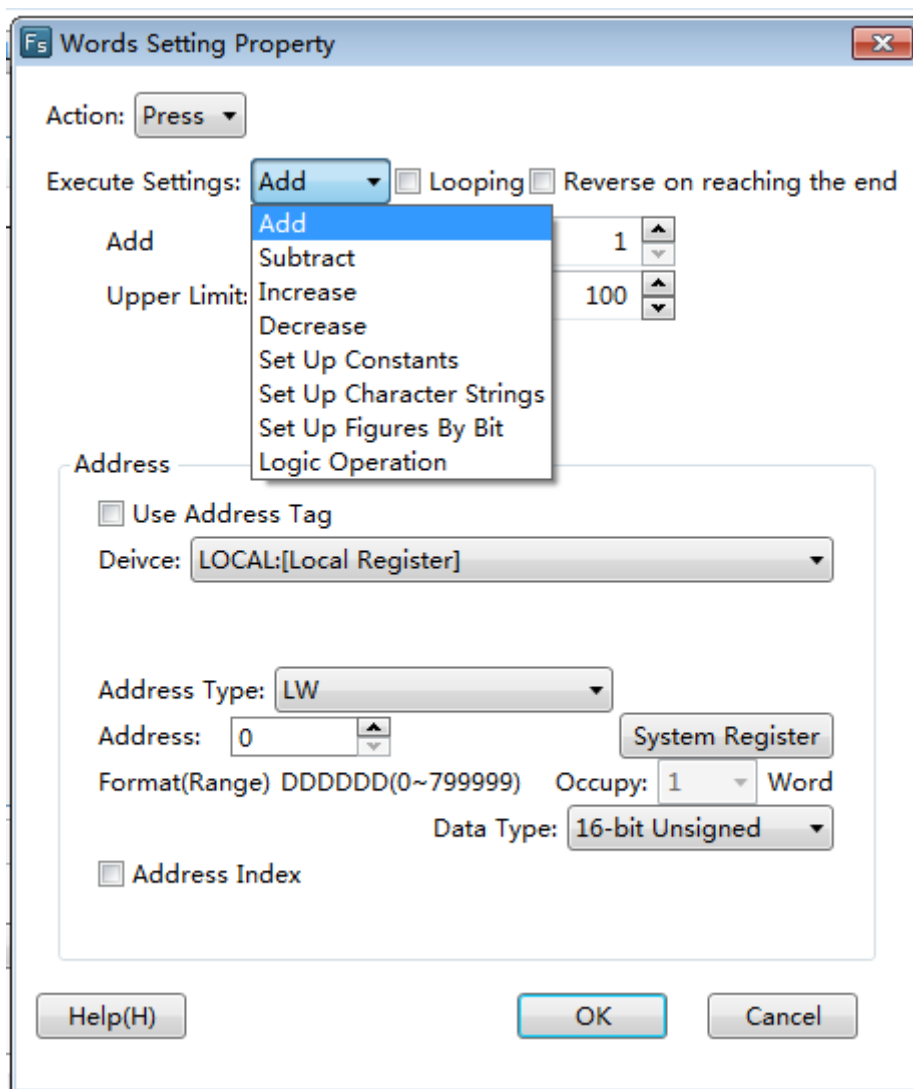 Fs Words Setting Property
Action: Press
Execute Settings: Add Looping Reverse on reaching the end
Add
Subtract
Increase
Decrease
Set Up Constants
Set Up Character Strings
Set Up Figures By Bit
Logic Operation
Add 1
Upper Limit: 100
Address
Use Address Tag
Deivce: LOCAL:[Local Register]
Address Type: LW
Address: 0 System Register
Format(Range) DDDDDD(0~799999) Occupy: 1 Word
Data Type: 16-bit Unsigned
Address Index
Help(H) OK Cancel